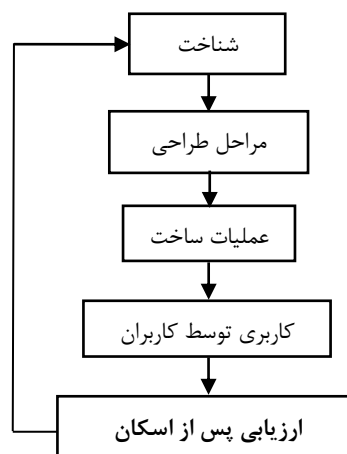 شناخت
مراحل طراحی
عملیات ساخت
کاربری توسط کاربران
ارزیابی پس از اسکان